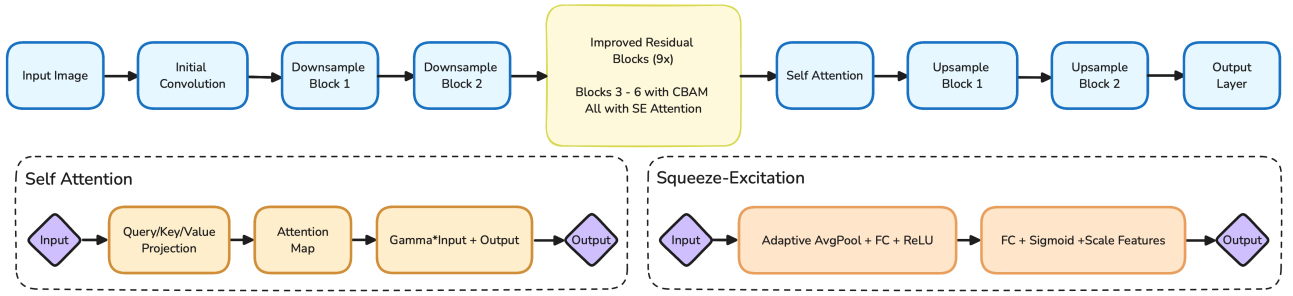 Input Image
Initial
Convolution
Downsample
Block 1
Downsample
Block 2
Improved Residual
Blocks (9x)
Blocks 3 - 6 with CBAM
All with SE Attention
Self Attention
Upsample
Block 1
Upsample
Block 2
Output
Layer
Self Attention
Input
Query/Key/Value
Projection
Attention
Map
Gamma*Input + Output
Output
Squeeze-Excitation
Input
Adaptive AvgPool + FC + ReLU
FC + Sigmoid +Scale Features
Output